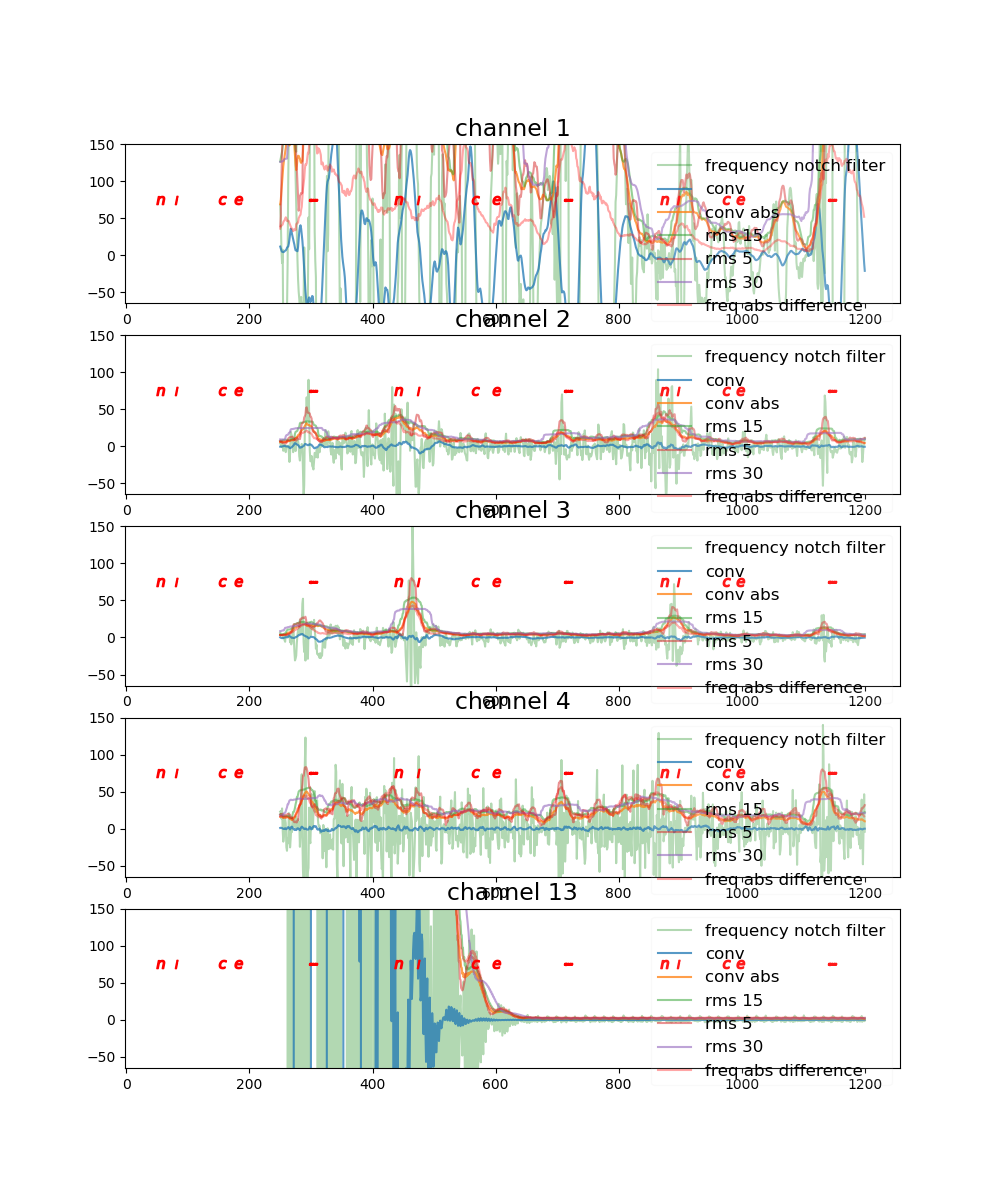 channel 1
150
100
50
0
−50
n ı c e – n ı c e – n ı c e –
frequency notch filter
conv
conv abs
rms 15
rms 5
rms 30
freq abs difference
0 200 400 600 800 1000 1200
channel 2
150
100
50
0
−50
n ı c e – n ı c e – n ı c e –
frequency notch filter
conv
conv abs
rms 15
rms 5
rms 30
freq abs difference
0 200 400 600 800 1000 1200
channel 3
150
100
50
0
−50
n ı c e – n ı c e – n ı c e –
frequency notch filter
conv
conv abs
rms 15
rms 5
rms 30
freq abs difference
0 200 400 600 800 1000 1200
channel 4
150
100
50
0
−50
n ı c e – n ı c e – n ı c e –
frequency notch filter
conv
conv abs
rms 15
rms 5
rms 30
freq abs difference
0 200 400 600 800 1000 1200
channel 13
150
100
50
0
−50
n ı c e – n ı c e – n ı c e –
frequency notch filter
conv
conv abs
rms 15
rms 5
rms 30
freq abs difference
0 200 400 600 800 1000 1200